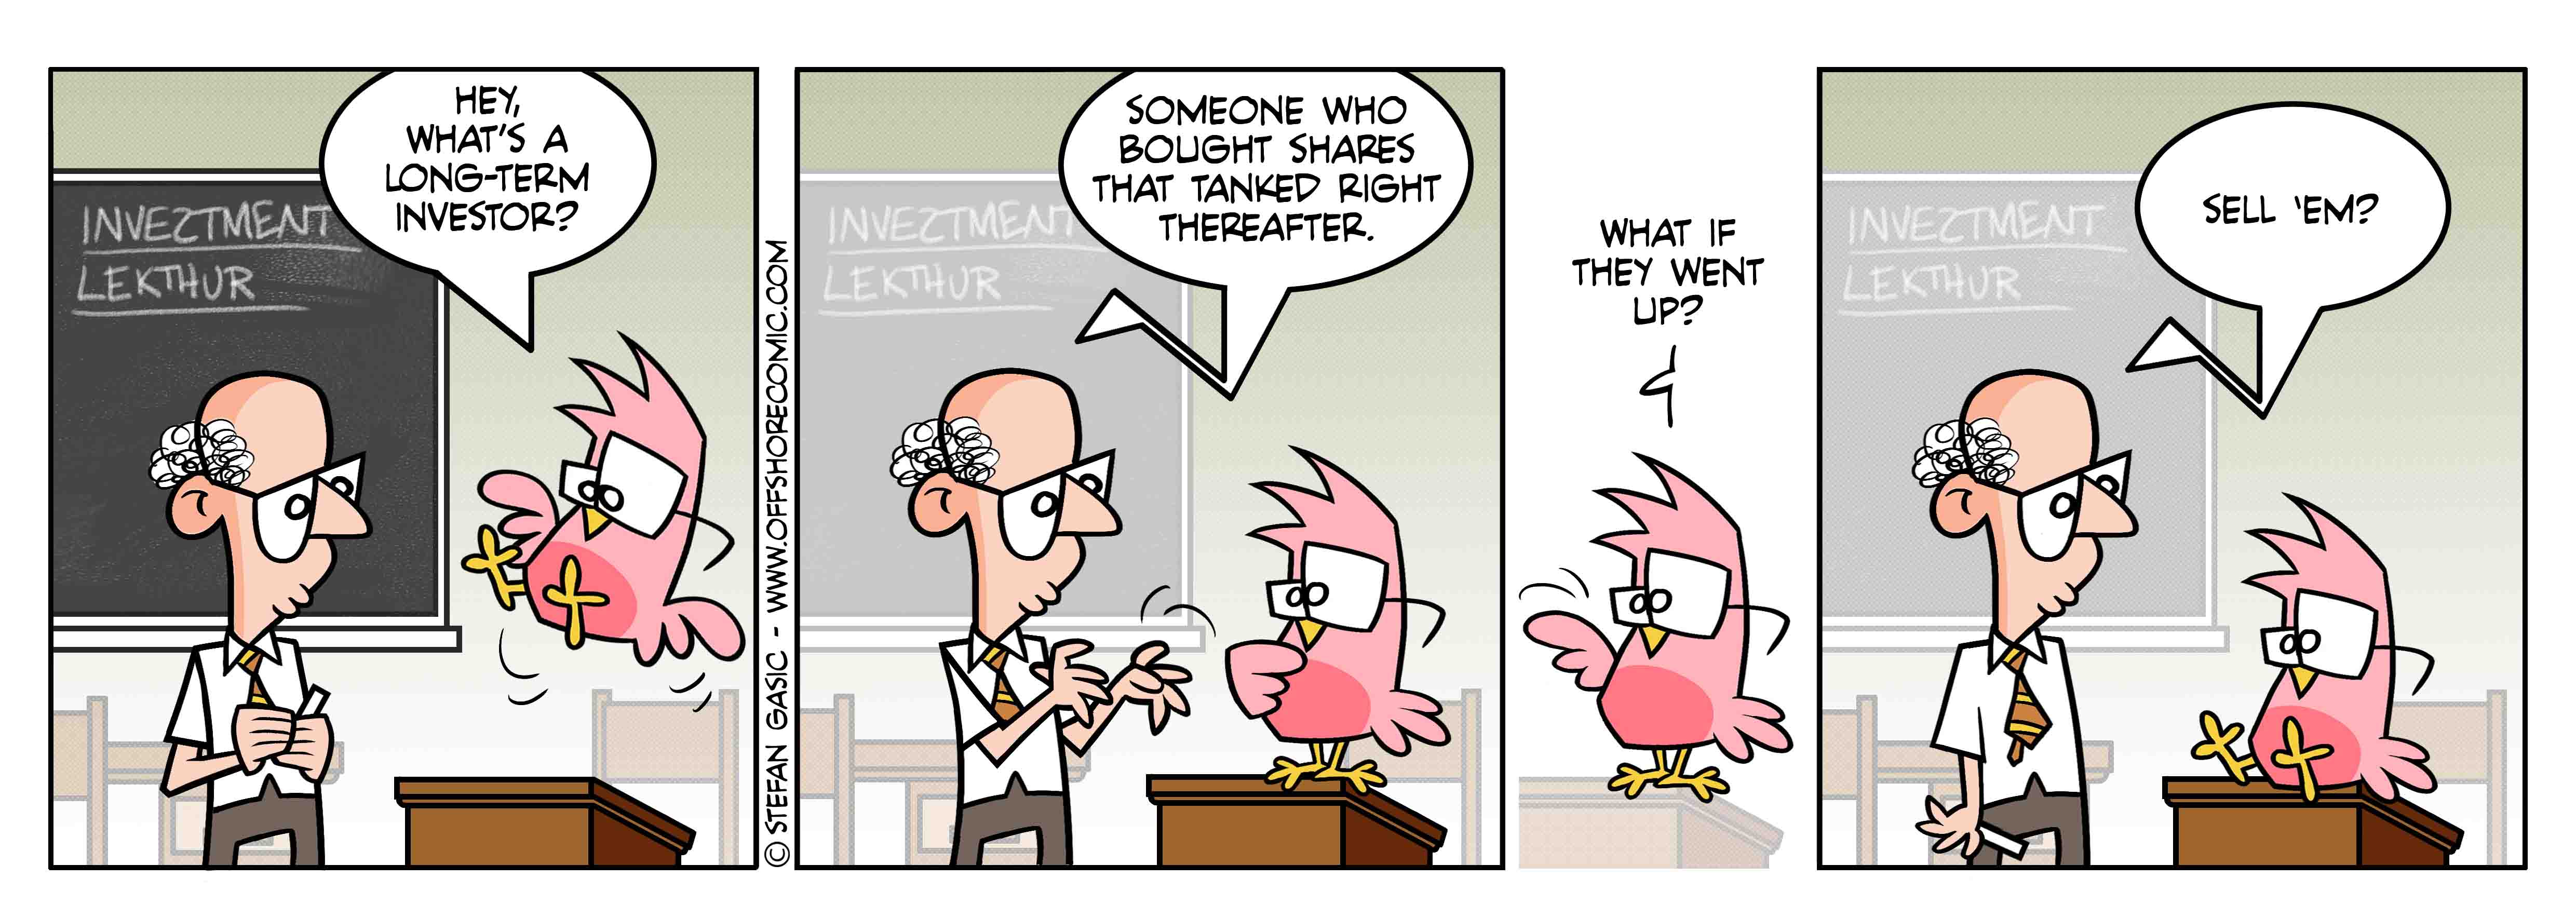 HEY,
WHAT'S A
LONG-TERM
INVESTOR?
INVEZTMENT
LEKTHUR
© STEFAN GASIC - WWW.OFFSHORECOMIC.COM
SOMEONE WHO
BOUGHT SHARES
THAT TANKED RIGHT
THEREAFTER.
INVEZTMENT
LEKTHUR
WHAT IF
THEY WENT
UP?
SELL 'EM?
INVEZTMENT
LEKTHUR